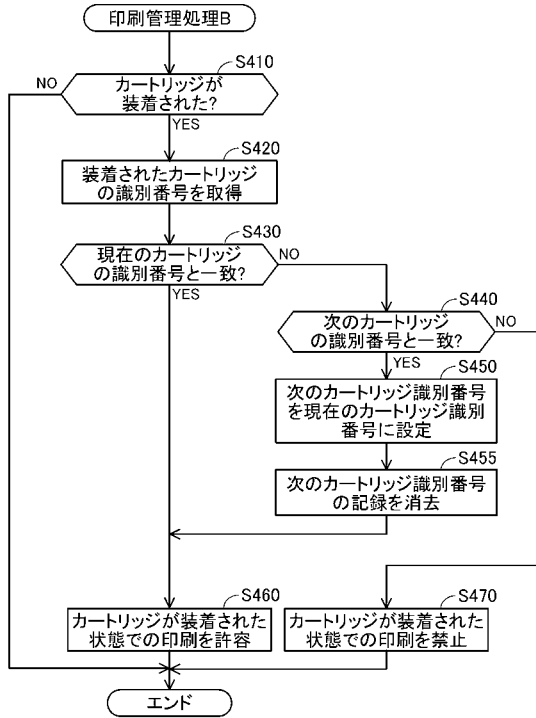 印刷管理処理B
S410
NO
カートリッジが
装着された?
YES
S420
装着されたカートリッジ
の識別番号を取得
S430
現在のカートリッジ
の識別番号と一致?
NO
YES
S440
次のカートリッジ
の識別番号と一致?
NO
YES
S450
次のカートリッジ識別番号
を現在のカートリッジ識別
番号に設定
S455
次のカートリッジ識別番号
の記録を消去
S460
カートリッジが装着された
状態での印刷を許容
S470
カートリッジが装着された
状態での印刷を禁止
エンド